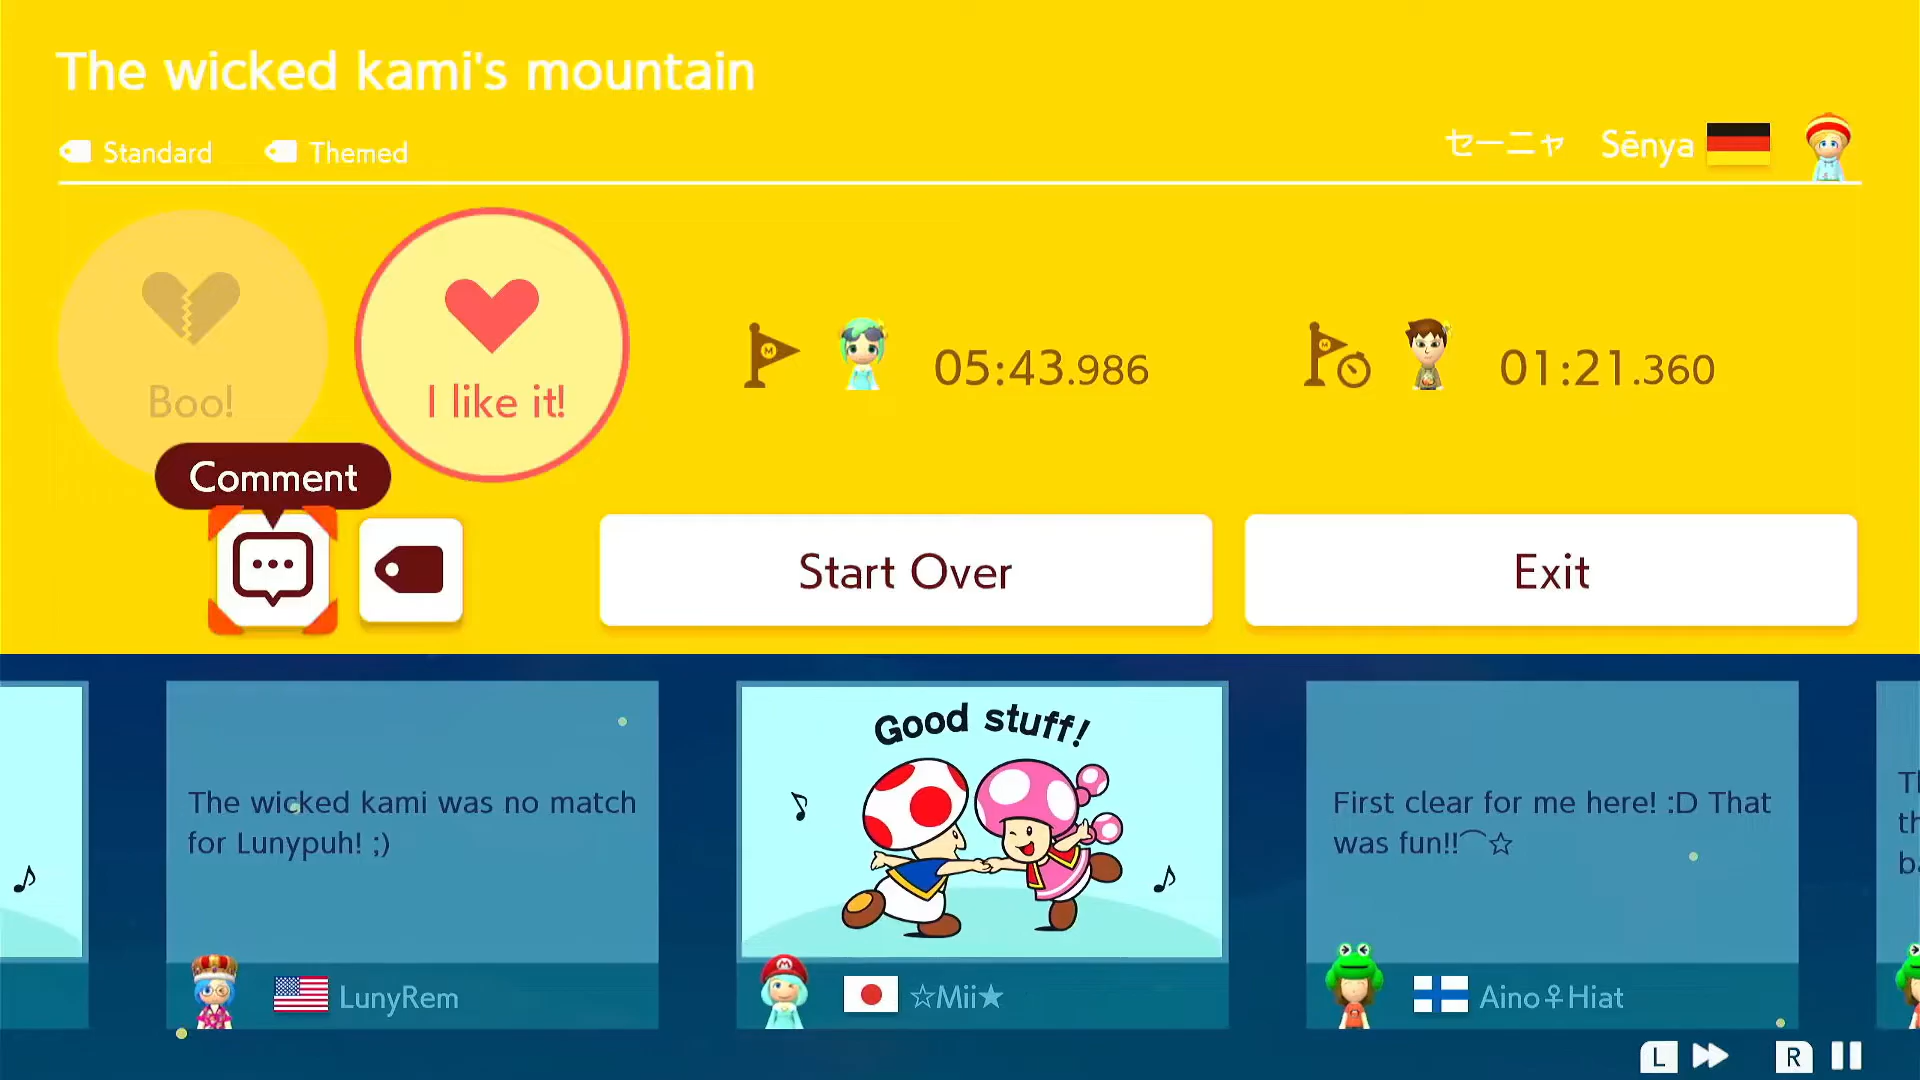 The wicked kami's mountain
Standard
Themed
セーニャ Sēnya
Boo!
I like it!
05:43.986
01:21.360
Comment
Start Over
Exit
The wicked kami was no match
for Lunypuh! ;)
LunyRem
Good stuff!
☆Mii★
First clear for me here! :D That
was fun!!⌒☆
Aino♀Hiat
L
R